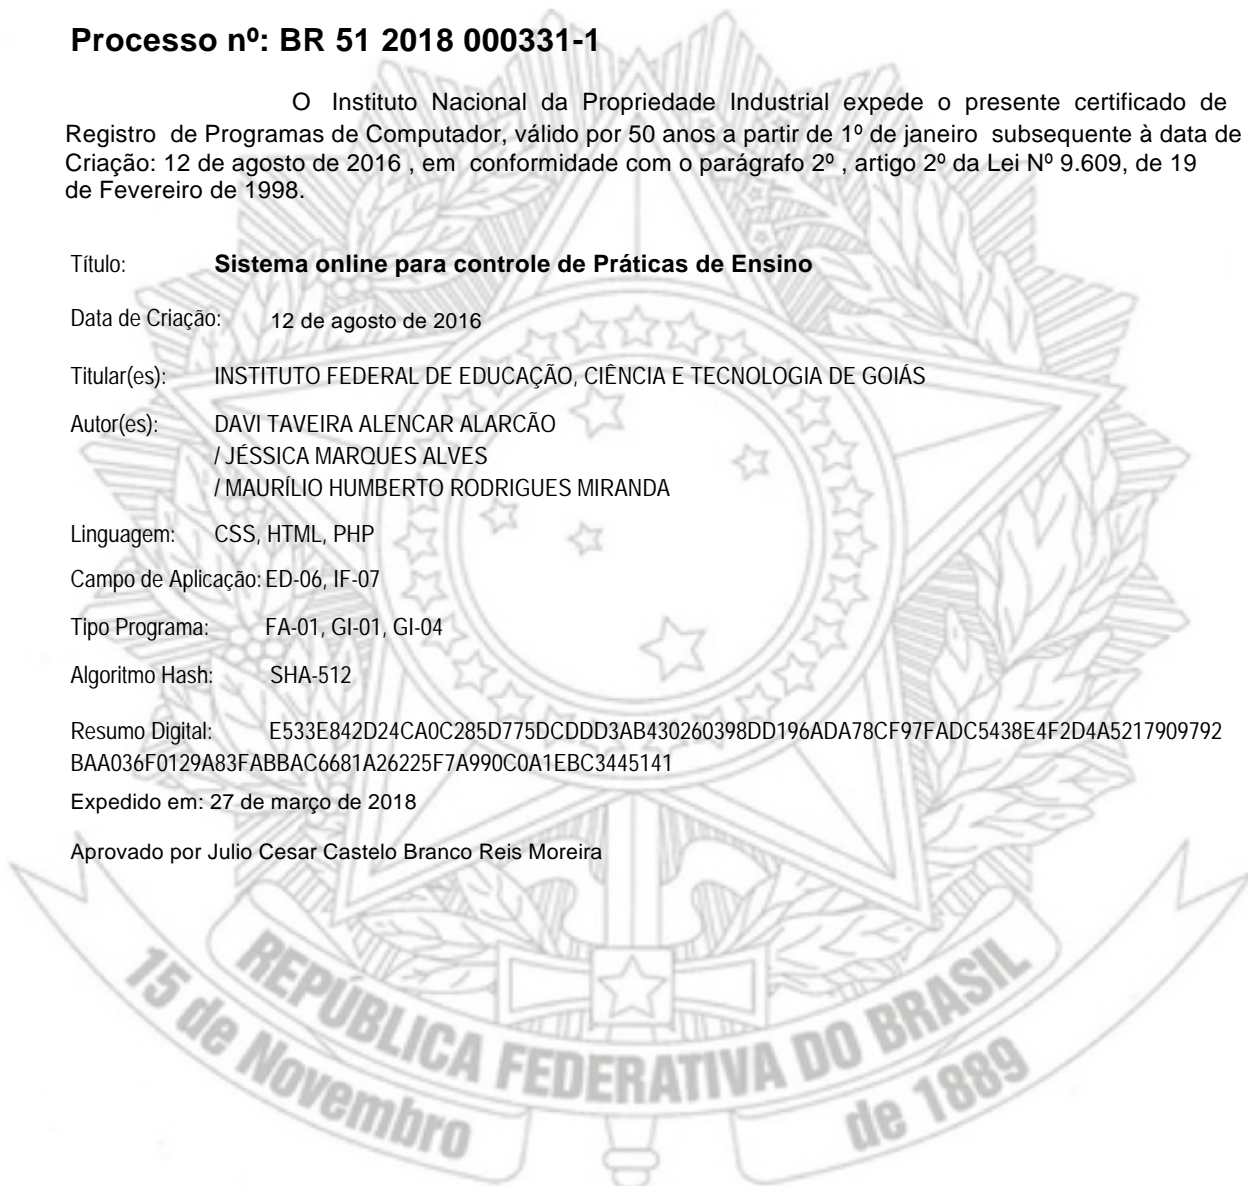 Processo nº: BR 51 2018 000331-1
O Instituto Nacional da Propriedade Industrial expede o presente certificado de
Registro de Programas de Computador, válido por 50 anos a partir de 1º de janeiro subsequente à data de
Criação: 12 de agosto de 2016 , em conformidade com o parágrafo 2º , artigo 2º da Lei Nº 9.609, de 19
de Fevereiro de 1998.
Título: Sistema online para controle de Práticas de Ensino
Data de Criação: 12 de agosto de 2016
Titular(es): INSTITUTO FEDERAL DE EDUCAÇÃO, CIÊNCIA E TECNOLOGIA DE GOIÁS
Autor(es): DAVI TAVEIRA ALENCAR ALARCÃO
/ JÉSSICA MARQUES ALVES
/ MAURÍLIO HUMBERTO RODRIGUES MIRANDA
Linguagem: CSS, HTML, PHP
Campo de Aplicação: ED-06, IF-07
Tipo Programa: FA-01, GI-01, GI-04
Algoritmo Hash: SHA-512
Resumo Digital: E533E842D24CA0C285D775DCDDD3AB430260398DD196ADA78CF97FADC5438E4F2D4A5217909792
BAA036F0129A83FABBAC6681A26225F7A990C0A1EBC3445141
Expedido em: 27 de março de 2018
Aprovado por Julio Cesar Castelo Branco Reis Moreira
REPÚBLICA FEDERATIVA DO BRASIL
15 de Novembro de 1889